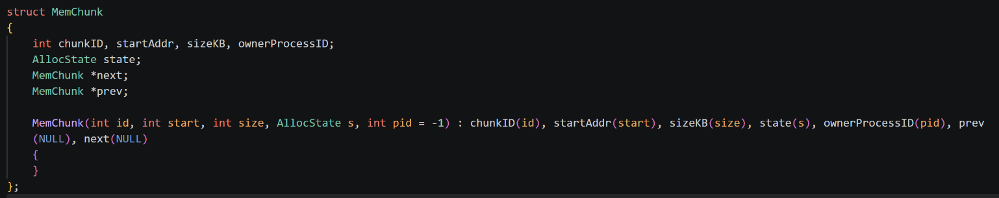 struct MemChunk
{
    int chunkID, startAddr, sizeKB, ownerProcessID;
    AllocState state;
    MemChunk *next;
    MemChunk *prev;

    MemChunk(int id, int start, int size, AllocState s, int pid = -1) : chunkID(id), startAddr(start), sizeKB(size), state(s), ownerProcessID(pid), prev
    (NULL), next(NULL)
    {
    }
};